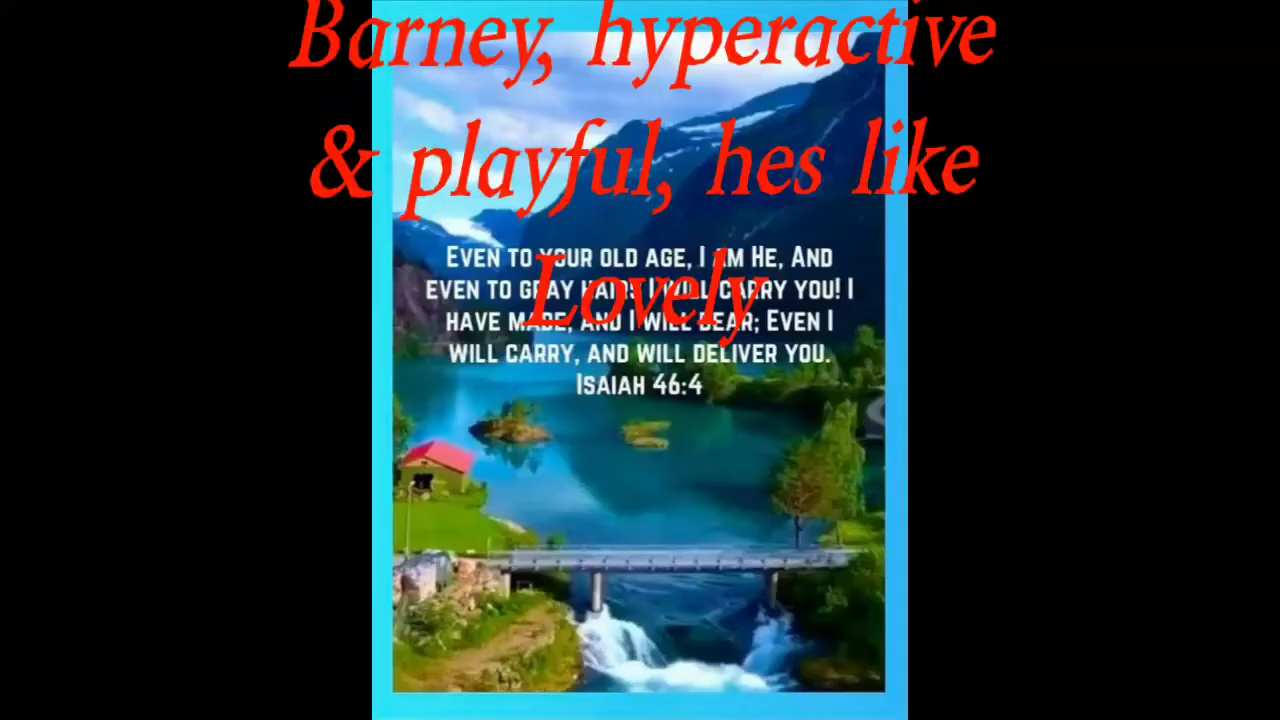 Barney, hyperactive
& playful, hes like
Lovely
EVEN TO YOUR OLD AGE, I AM HE, AND
EVEN TO GRAY HAIRS I WILL CARRY YOU! I
HAVE MADE, AND I WILL BEAR; EVEN I
WILL CARRY, AND WILL DELIVER YOU.
ISAIAH 46:4